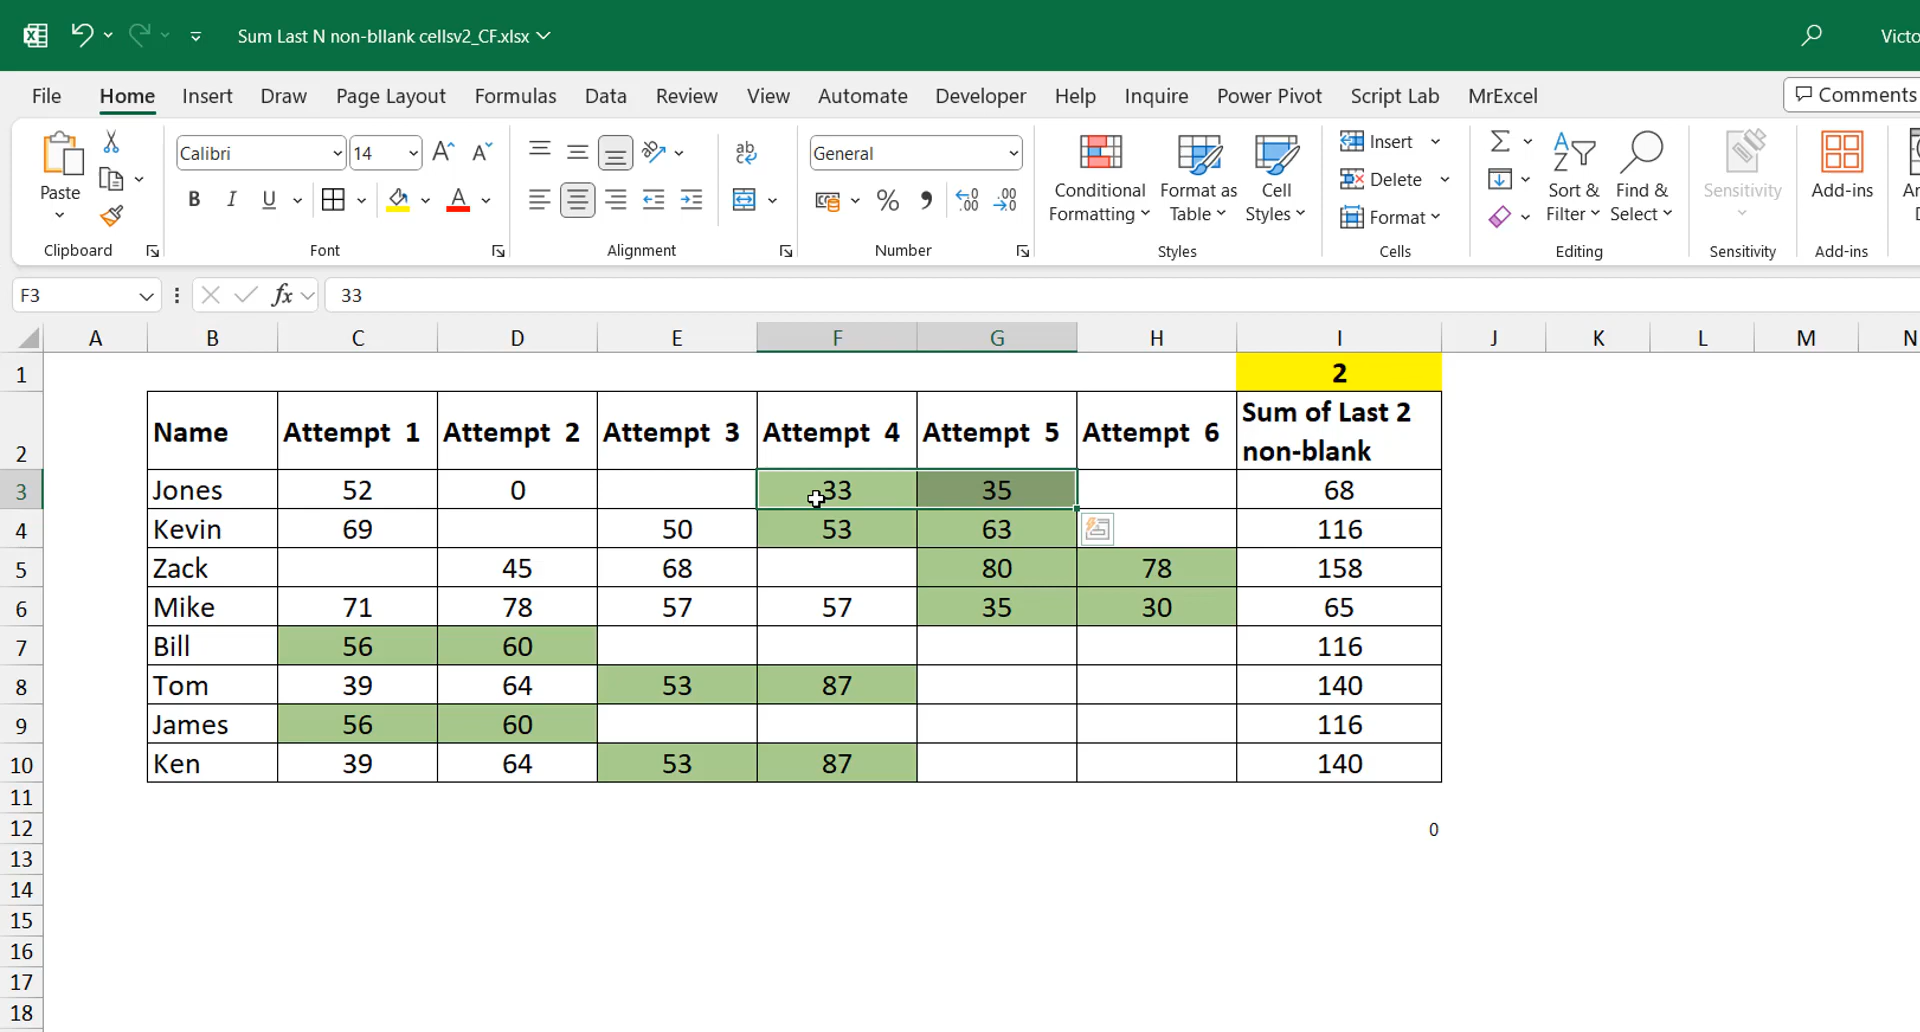 Sum Last N non-bllank cellsv2_CF.xlsx
Victo
File Home Insert Draw Page Layout Formulas Data Review View Automate Developer Help Inquire Power Pivot Script Lab MrExcel Comments
Paste
Clipboard
Calibri 14
B I U
Font
ab
Alignment
General
% .00
Number
Conditional Formatting
Format as Table
Cell Styles
Styles
Insert
Delete
Format
Cells
Sort & Filter
Find & Select
Editing
Sensitivity
Sensitivity
Add-ins
Add-ins
F3 fx 33
A B C D E F G H I J K L M N
1 2
2 Name Attempt 1 Attempt 2 Attempt 3 Attempt 4 Attempt 5 Attempt 6 Sum of Last 2 non-blank
3 Jones 52 0 33 35 68
4 Kevin 69 50 53 63 116
5 Zack 45 68 80 78 158
6 Mike 71 78 57 57 35 30 65
7 Bill 56 60 116
8 Tom 39 64 53 87 140
9 James 56 60 116
10 Ken 39 64 53 87 140
11
12 0
13
14
15
16
17
18